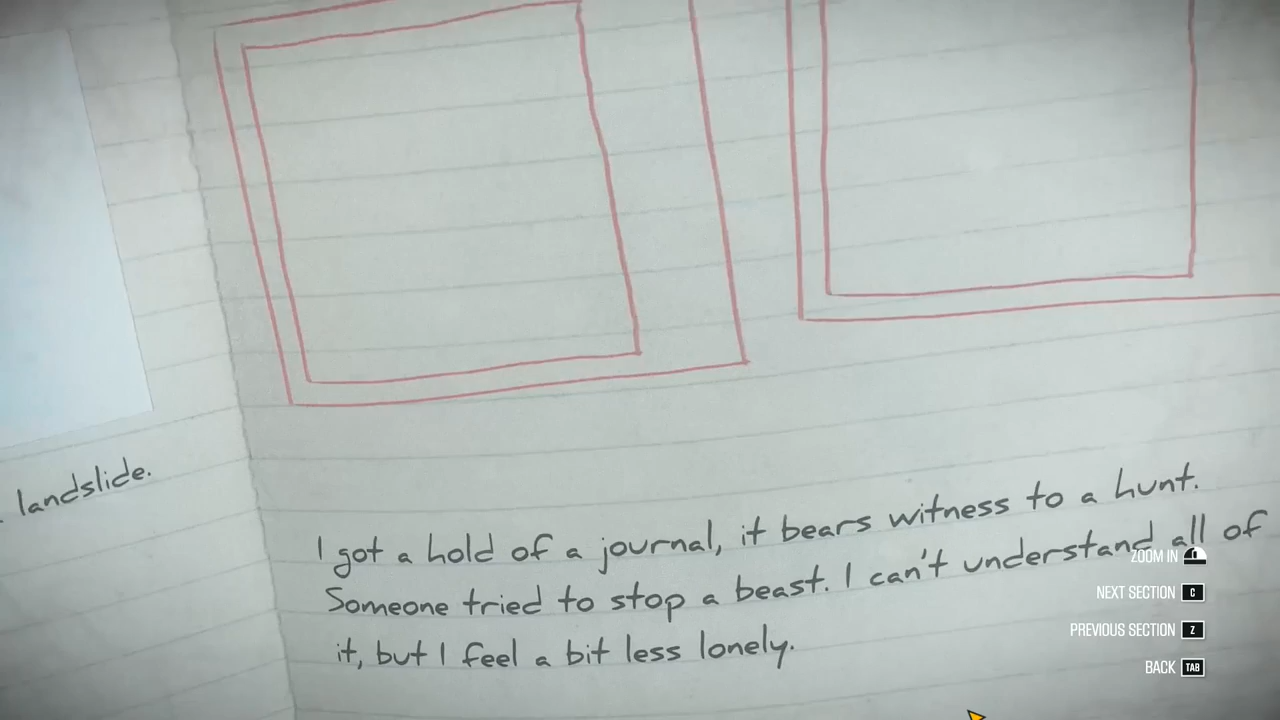 landslide.
I got a hold of a journal, it bears witness to a hunt.
Someone tried to stop a beast. I can't understand all of
it, but I feel a bit less lonely.
ZOOM IN
NEXT SECTION C
PREVIOUS SECTION Z
BACK TAB